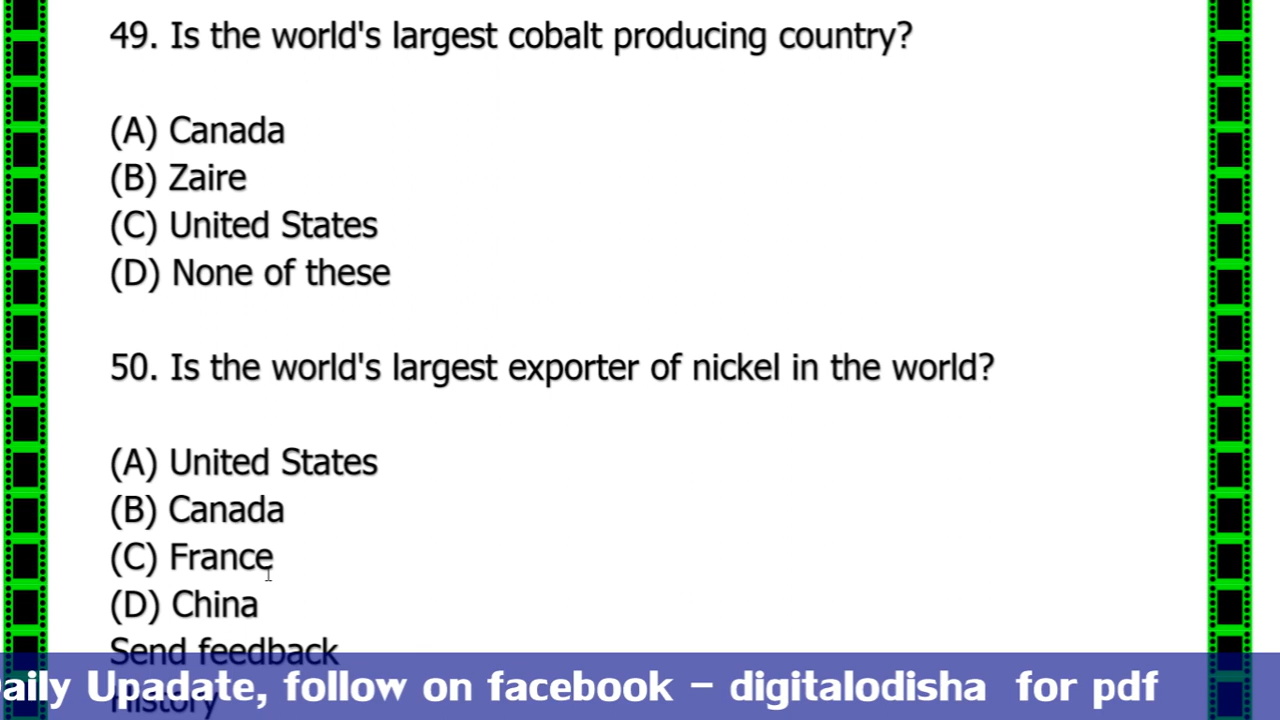 49. Is the world's largest cobalt producing country?
(A) Canada
(B) Zaire
(C) United States
(D) None of these
50. Is the world's largest exporter of nickel in the world?
(A) United States
(B) Canada
(C) France
(D) China
Send feedback
History
Upadate, follow on facebook – digitalodisha for pdf